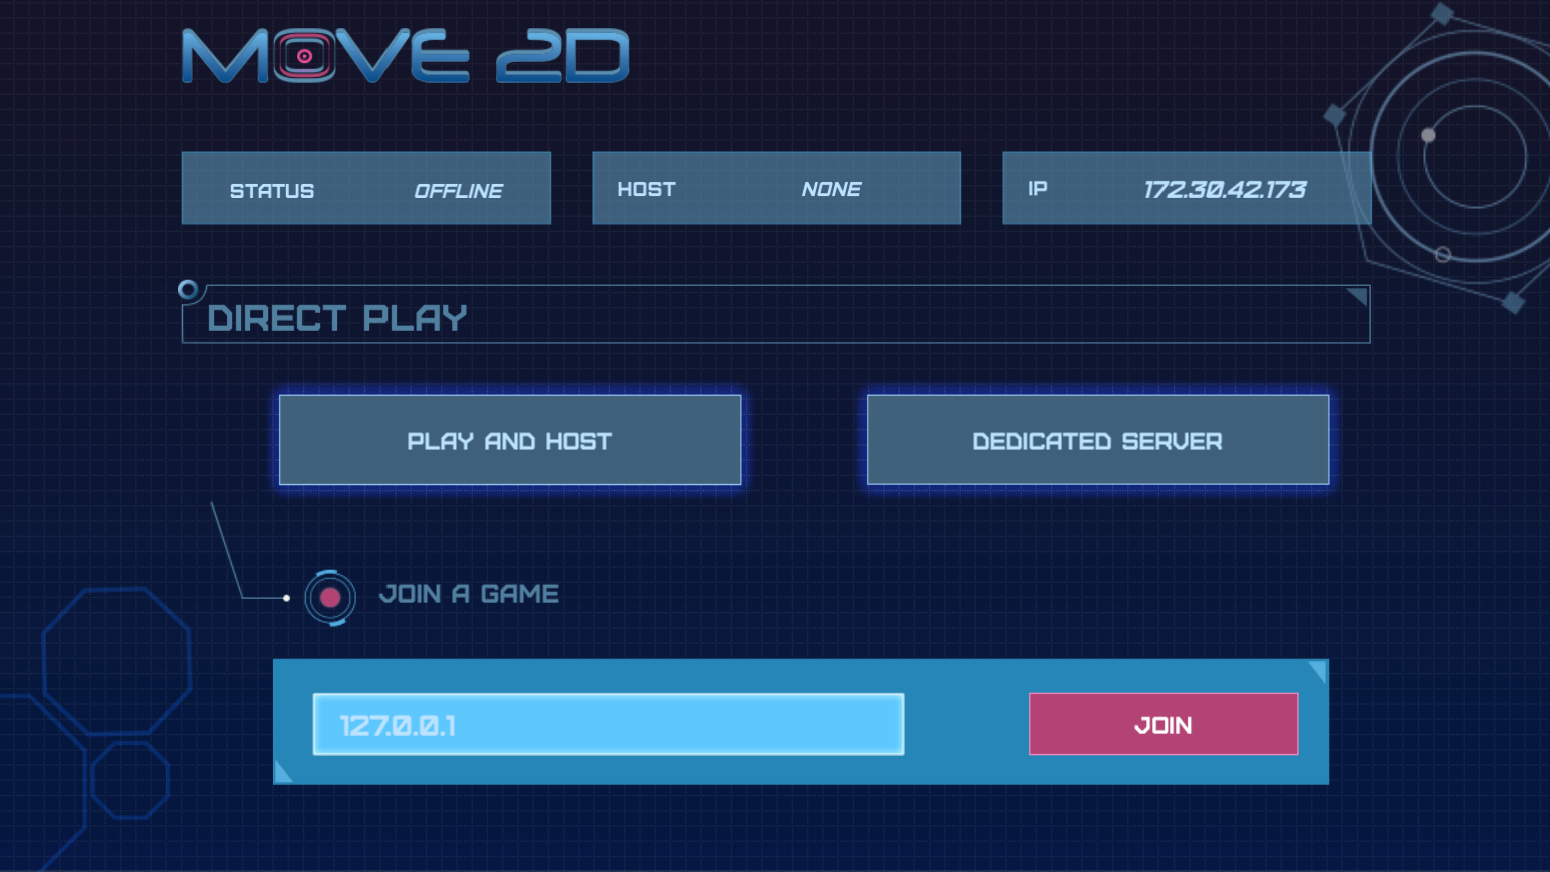 MOVE 2D
STATUS OFFLINE
HOST NONE
IP 172.30.42.173
DIRECT PLAY
PLAY AND HOST
DEDICATED SERVER
JOIN A GAME
127.0.0.1
JOIN